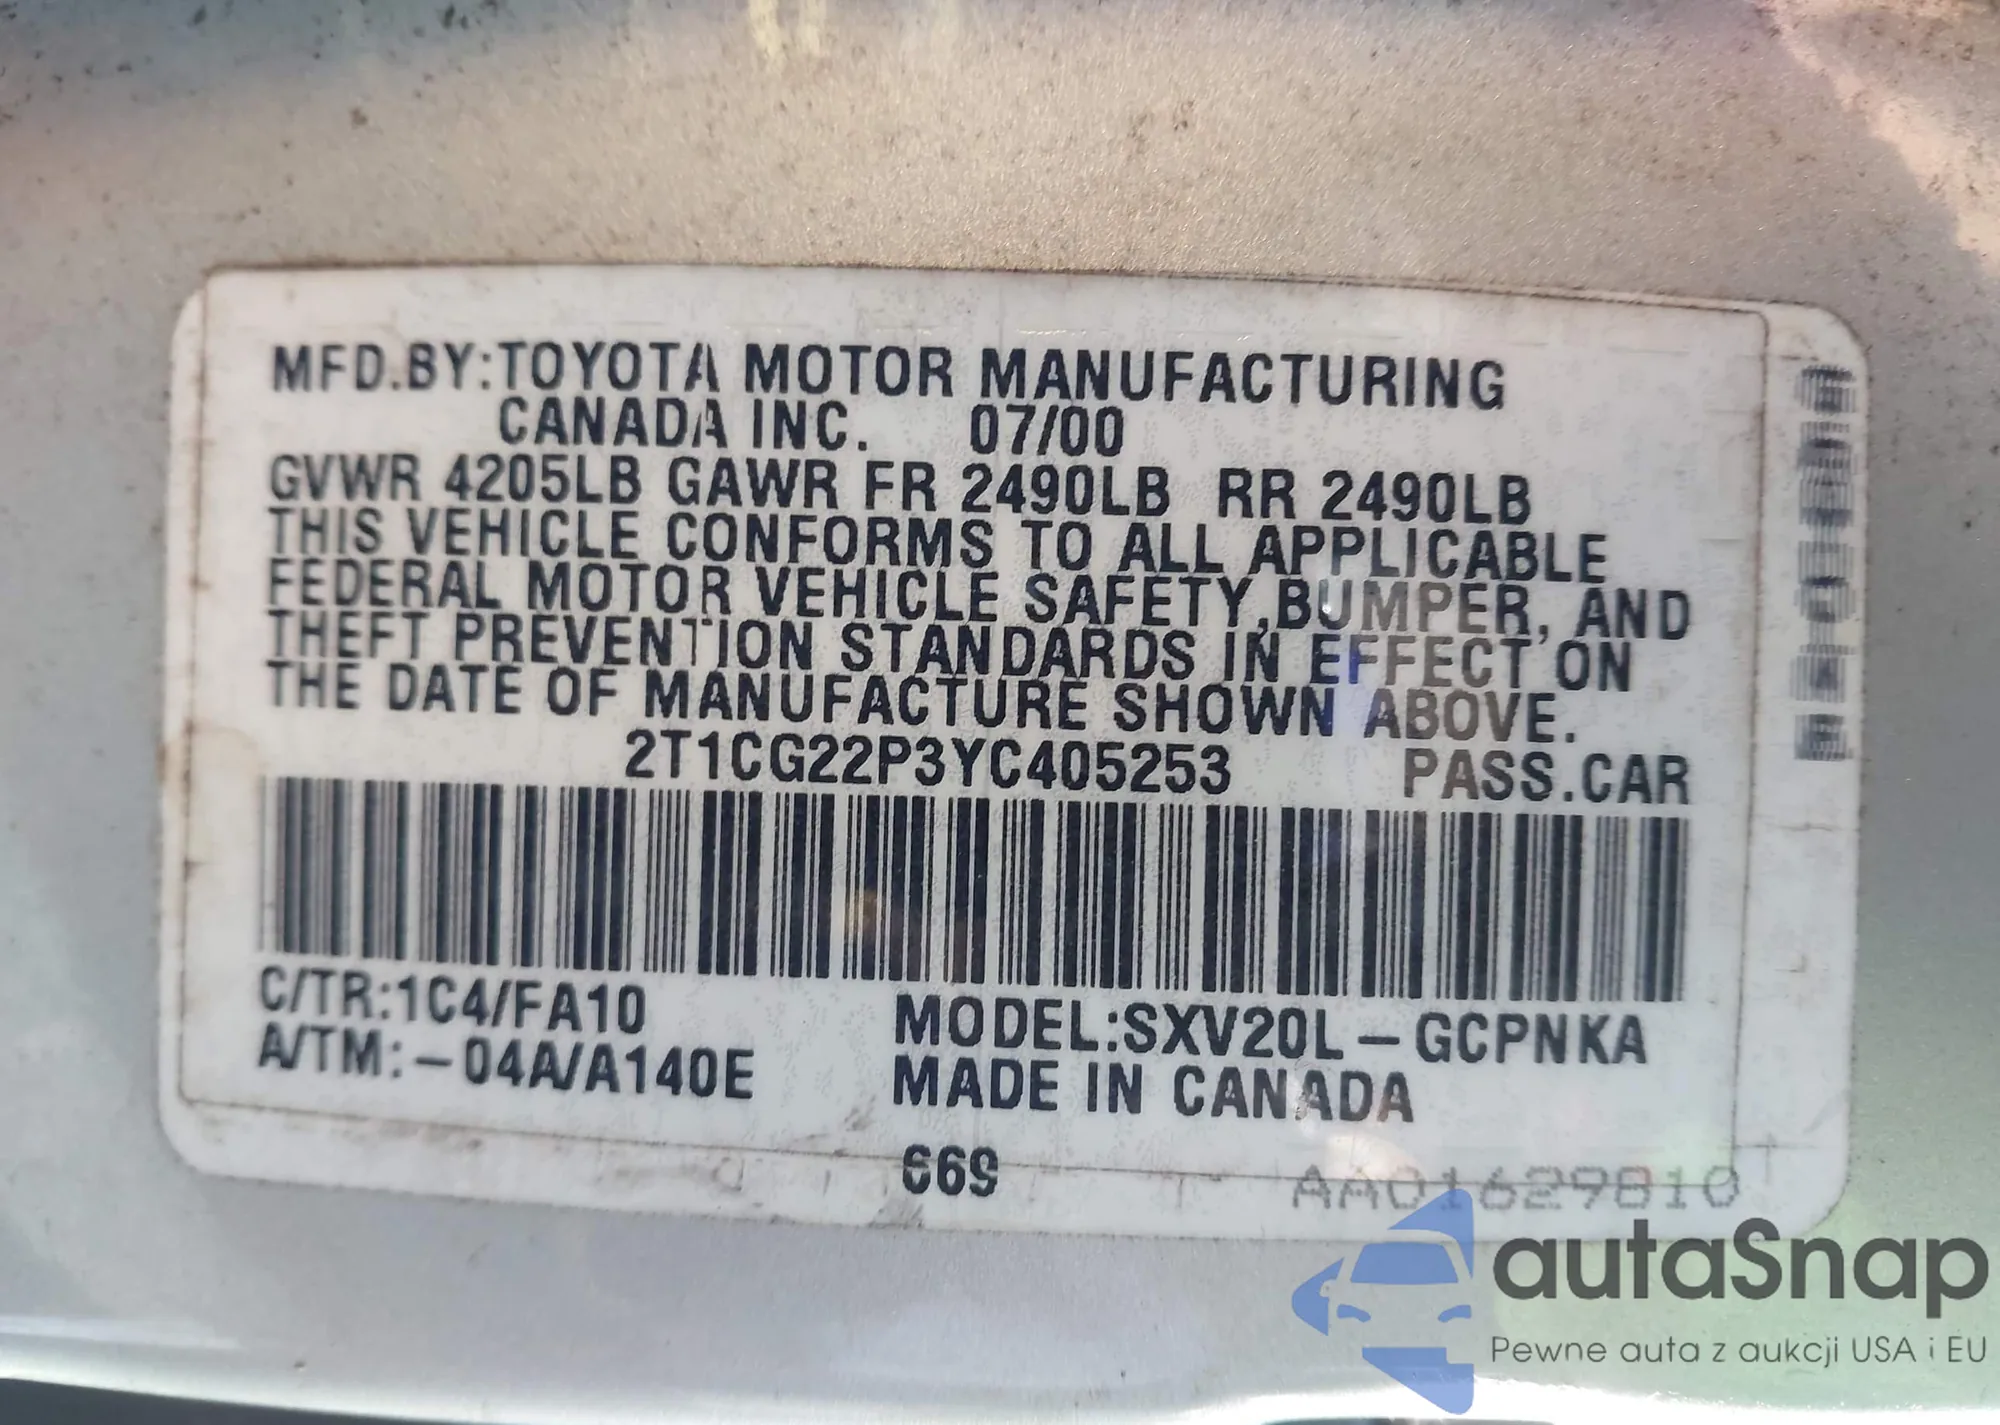 MFD.BY:TOYOTA MOTOR MANUFACTURING
CANADA INC. 07/00
GVWR 4205LB GAWR FR 2490LB RR 2490LB
THIS VEHICLE CONFORMS TO ALL APPLICABLE
FEDERAL MOTOR VEHICLE SAFETY,BUMPER, AND
THEFT PREVENTION STANDARDS IN EFFECT ON
THE DATE OF MANUFACTURE SHOWN ABOVE.
2T1CG22P3YC405253 PASS.CAR
C/TR:1C4/FA10
A/TM:-04A/A140E
MODEL:SXV20L-GCPNKA
MADE IN CANADA
669
AA01629810
autaSnap
Pewne auta z aukcji USA i EU